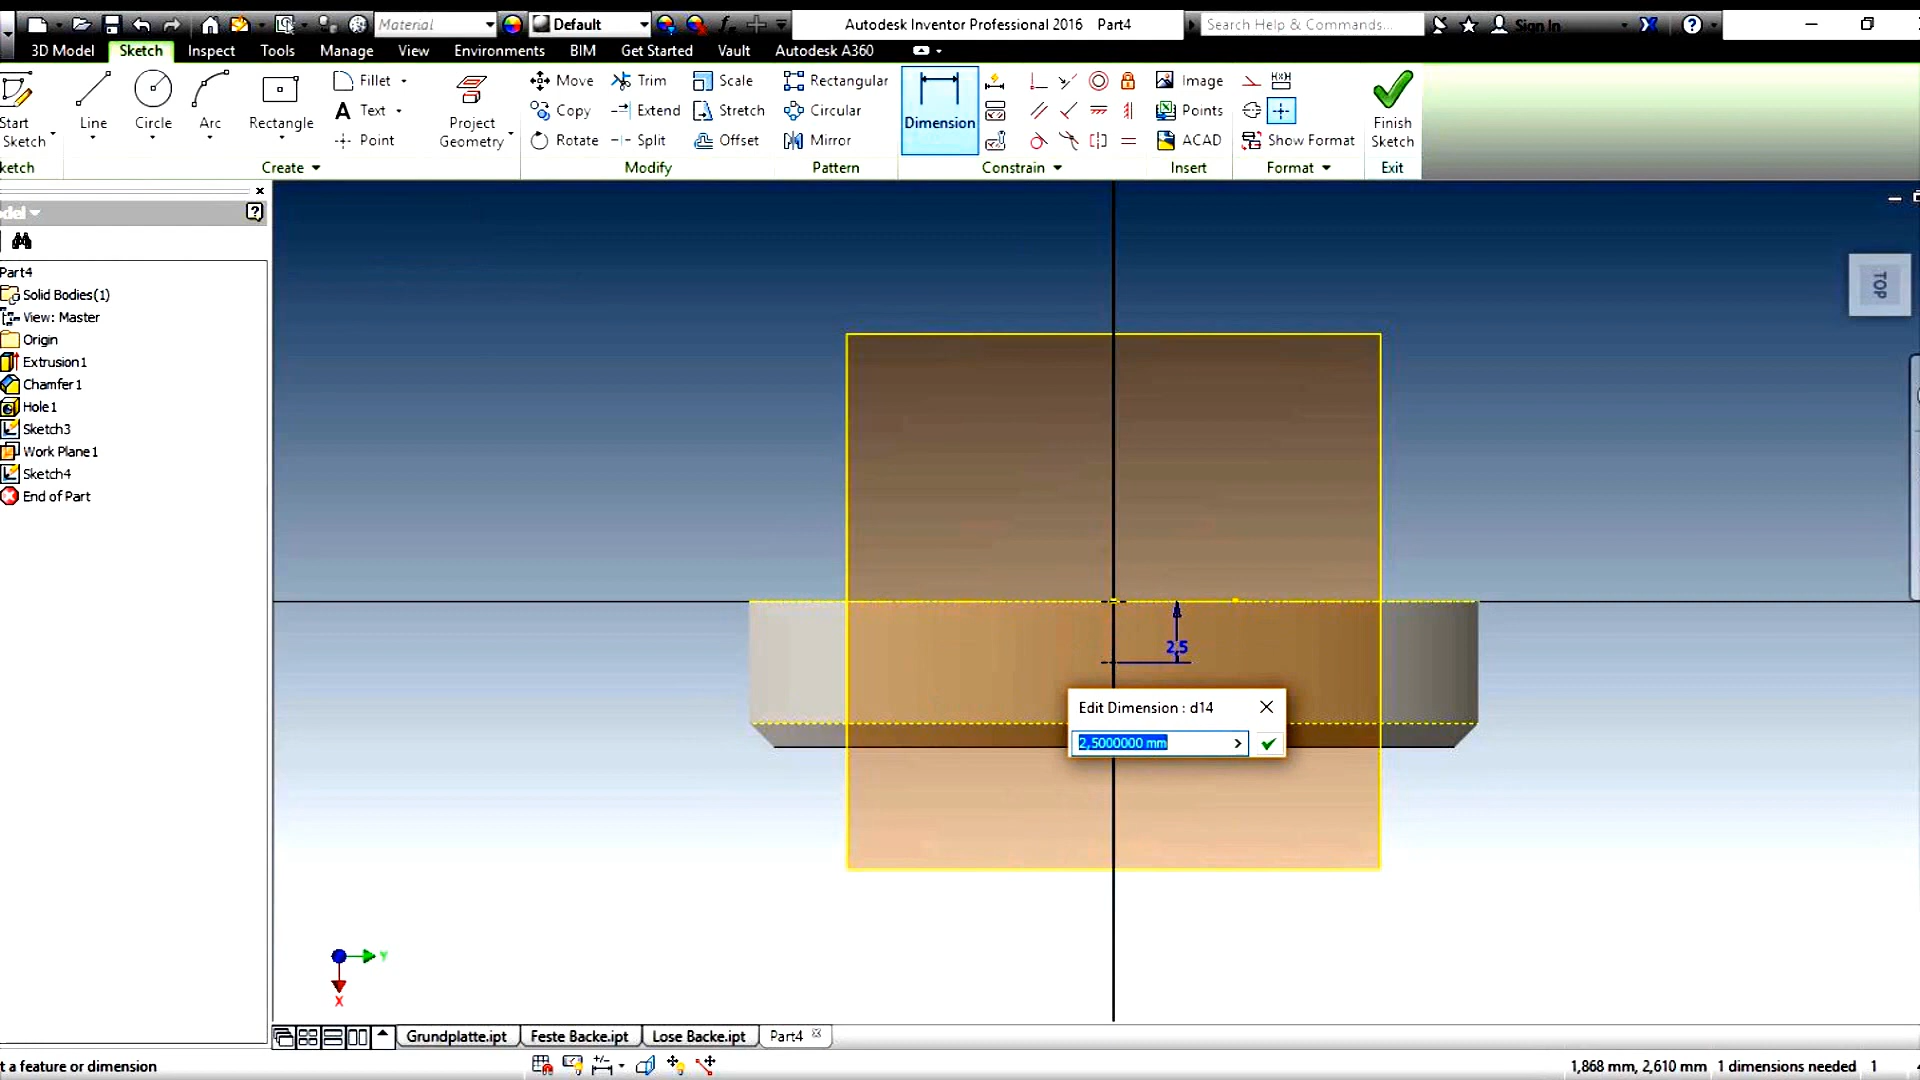 Material
Default
Autodesk Inventor Professional 2016 Part4
Search Help & Commands...
Sign In
3D Model Sketch Inspect Tools Manage View Environments BIM Get Started Vault Autodesk A360
Start Sketch
Line
Circle
Arc
Rectangle
Fillet
Text
Point
Project Geometry
Move
Copy
Rotate
Trim
Extend
Split
Scale
Stretch
Offset
Rectangular
Circular
Mirror
Dimension
Image
Points
ACAD
Show Format
Finish Sketch
ketch
Create
Modify
Pattern
Constrain
Insert
Format
Exit
del
Part4
Solid Bodies(1)
View: Master
Origin
Extrusion1
Chamfer1
Hole1
Sketch3
Work Plane1
Sketch4
End of Part
TOP
2,5
Edit Dimension : d14
2,5000000 mm
Y
X
Grundplatte.ipt
Feste Backe.ipt
Lose Backe.ipt
Part4
t a feature or dimension
1,868 mm, 2,610 mm 1 dimensions needed 1